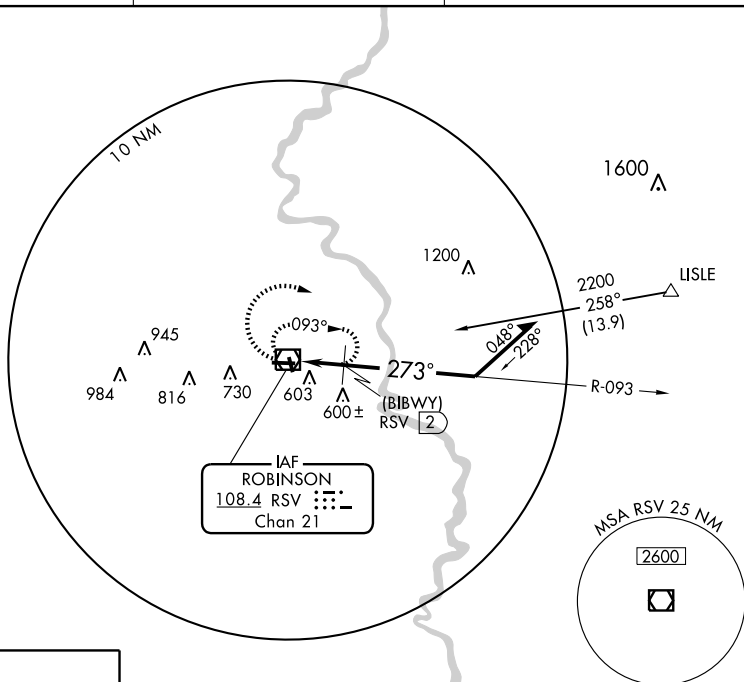 10 NM
1600
1200
LISLE
2200
258°
(13.9)
048°
228°
093°
945
984
816
730
603
600±
273°
R-093
(BIBWY)
RSV 2
IAF
ROBINSON
108.4 RSV
Chan 21
MSA RSV 25 NM
2600